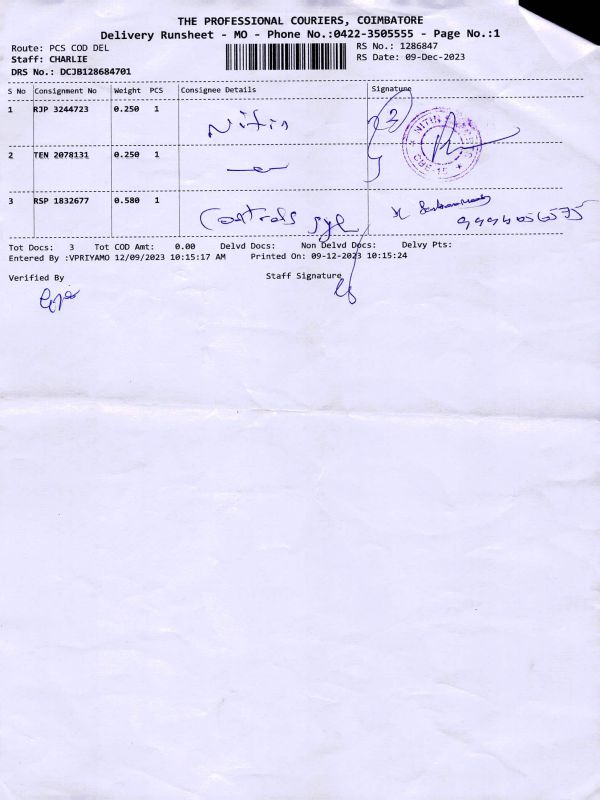 THE PROFESSIONAL COURIERS, COIMBATORE
Delivery Runsheet - MO - Phone No.:0422-3505555 - Page No.:1
Route: PCS COD DEL
Staff: CHARLIE
DRS No.: DCJB128684701
RS No.: 1286847
RS Date: 09-Dec-2023
S No Consignment No Weight PCS Consignee Details Signature
1 RJP 3244723 0.250 1 Nitin 3
NITIN
2 TEN 2078131 0.250 1
3 RSP 1832677 0.580 1 Controls
Tot Docs: 3 Tot COD Amt: 0.00 Delvd Docs: Non Delvd Docs: Delvy Pts:
Entered By :VPRIYAMO 12/09/2023 10:15:17 AM Printed On: 09-12-2023 10:15:24
Verified By Staff Signature